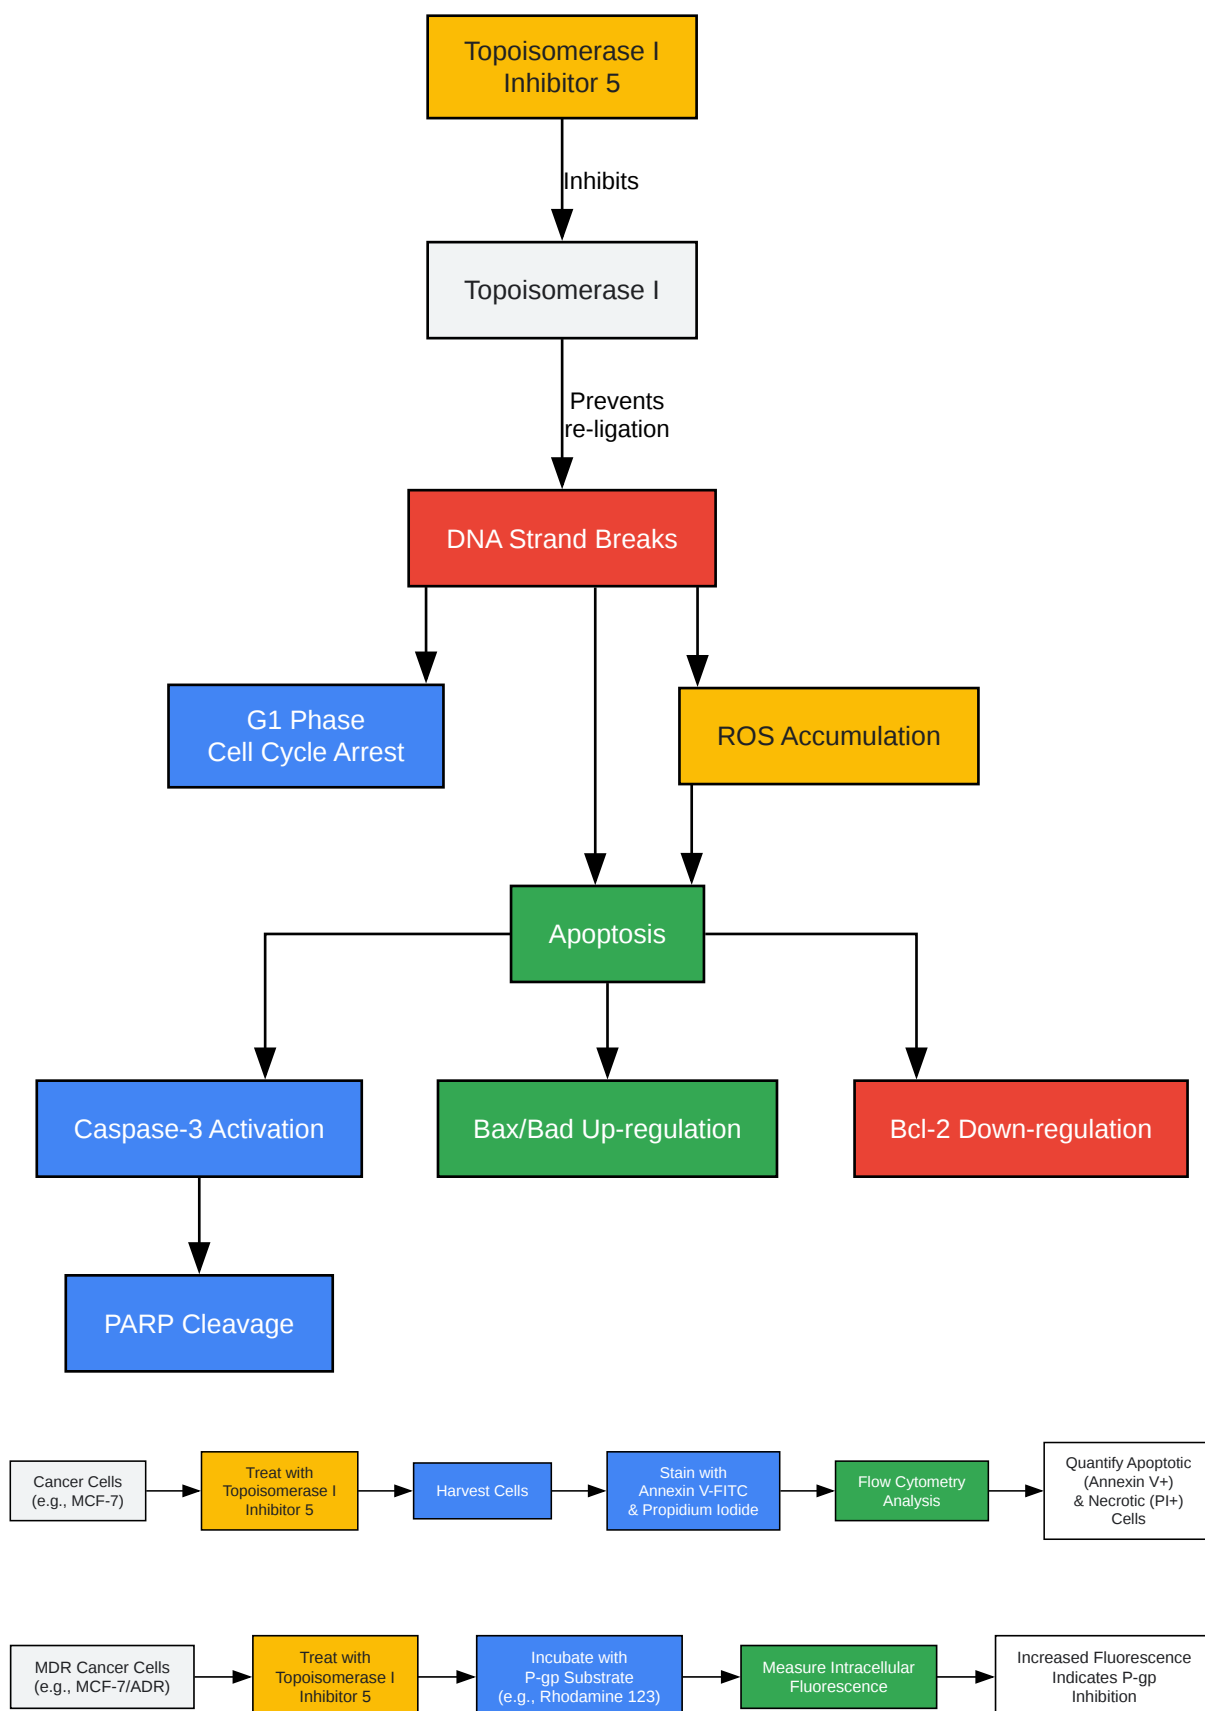 Topoisomerase I
Inhibitor 5
Inhibits
Topoisomerase I
Prevents
re-ligation
DNA Strand Breaks
G1 Phase
Cell Cycle Arrest
ROS Accumulation
Apoptosis
Caspase-3 Activation
Bax/Bad Up-regulation
Bcl-2 Down-regulation
PARP Cleavage
Cancer Cells
(e.g., MCF-7)
Treat with
Topoisomerase I
Inhibitor 5
Harvest Cells
Stain with
Annexin V-FITC
& Propidium Iodide
Flow Cytometry
Analysis
Quantify Apoptotic
(Annexin V+)
& Necrotic (PI+)
Cells
MDR Cancer Cells
(e.g., MCF-7/ADR)
Treat with
Topoisomerase I
Inhibitor 5
Incubate with
P-gp Substrate
(e.g., Rhodamine 123)
Measure Intracellular
Fluorescence
Increased Fluorescence
Indicates P-gp
Inhibition